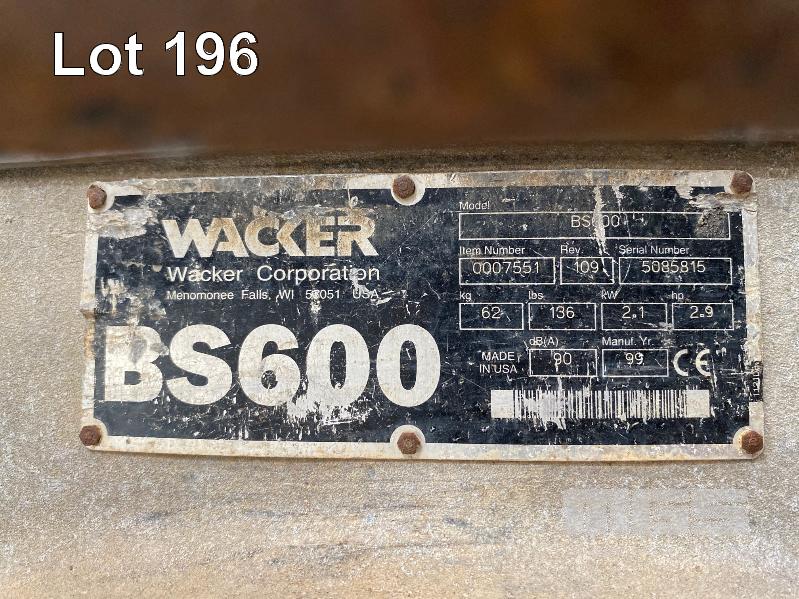 Lot 196
WACKER
Wacker Corporation
Menomonee Falls, WI 53051 USA
BS600
Model
BS600
Item Number Rev. Serial Number
0007551 109 5085815
kg lbs kW hp
62 136 2.1 2.9
dB(A) Manuf. Yr.
MADE IN USA 90 99 CE